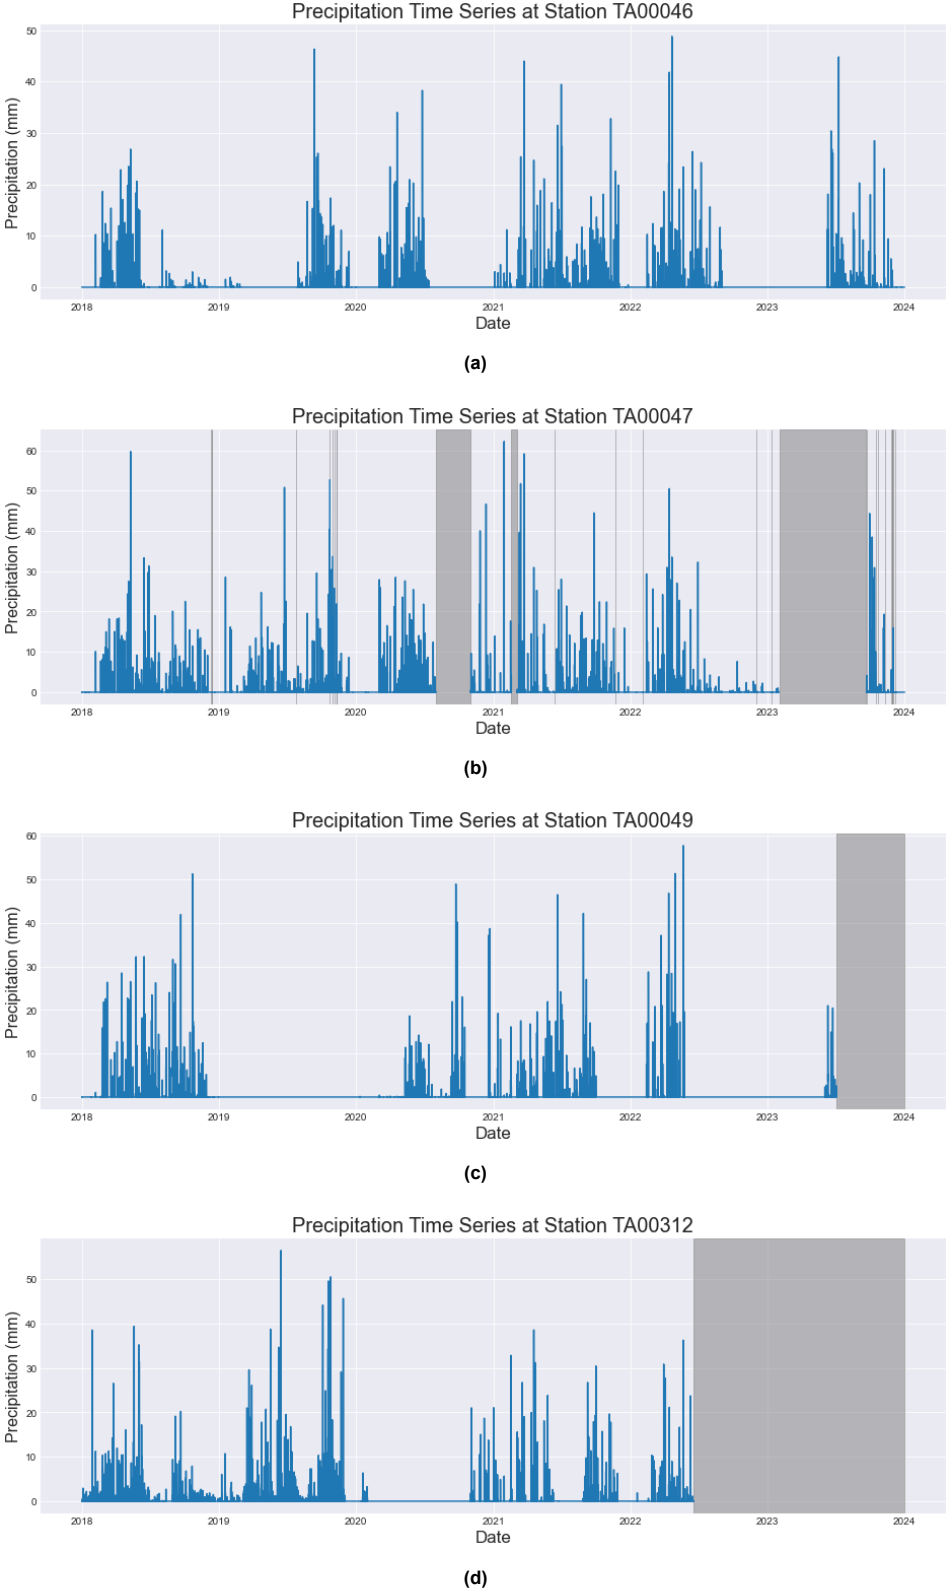 Precipitation Time Series at Station TA00046
50
40
30
20
10
0
Precipitation (mm)
2018 2019 2020 2021 2022 2023 2024
Date
(a)
Precipitation Time Series at Station TA00047
60
50
40
30
20
10
0
Precipitation (mm)
2018 2019 2020 2021 2022 2023 2024
Date
(b)
Precipitation Time Series at Station TA00049
60
50
40
30
20
10
0
Precipitation (mm)
2018 2019 2020 2021 2022 2023 2024
Date
(c)
Precipitation Time Series at Station TA00312
50
40
30
20
10
0
Precipitation (mm)
2018 2019 2020 2021 2022 2023 2024
Date
(d)